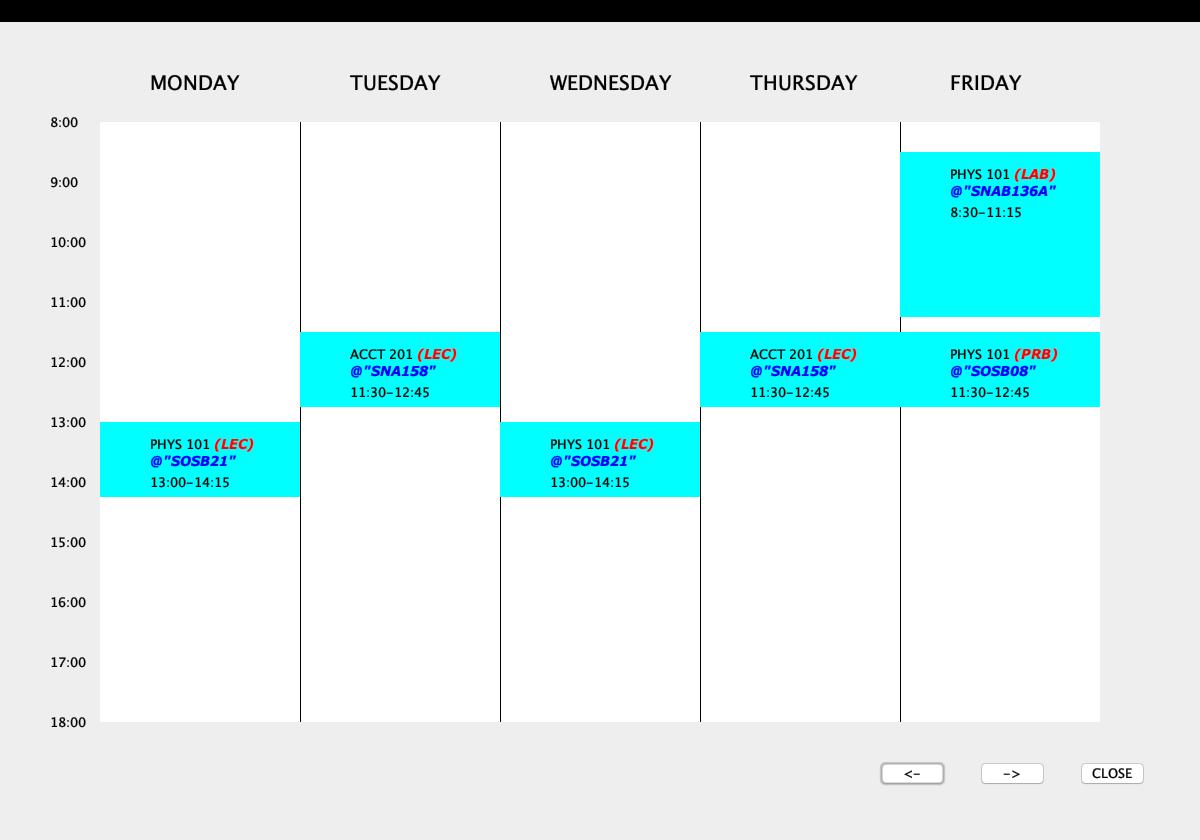 MONDAY TUESDAY WEDNESDAY THURSDAY FRIDAY
8:00
PHYS 101 (LAB)
9:00
@"SNAB136A"
8:30-11:15
10:00
11:00
ACCT 201 (LEC) ACCT 201 (LEC) PHYS 101 (PRB)
12:00
@"SNA158" @"SNA158" @"SOSB08"
11:30-12:45 11:30-12:45 11:30-12:45
13:00
PHYS 101 (LEC) PHYS 101 (LEC)
@"SOSB21" @"SOSB21"
14:00 13:00-14:15 13:00-14:15
15:00
16:00
17:00
18:00
<- -> CLOSE